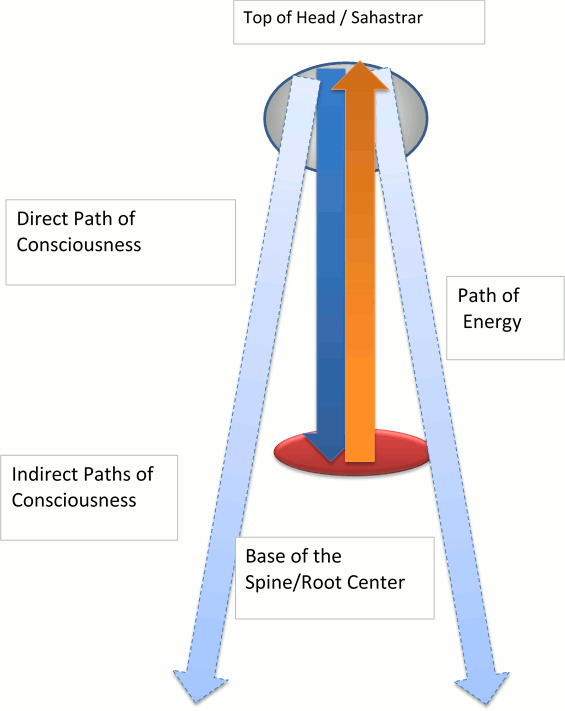 Top of Head / Sahastrar
Direct Path of
Consciousness
Path of
Energy
Indirect Paths of
Consciousness
Base of the
Spine/Root Center